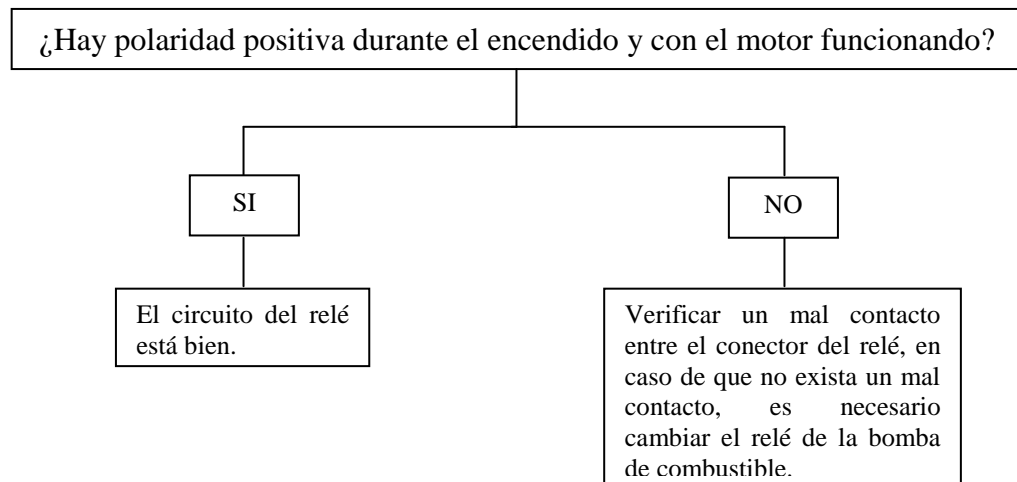 ¿Hay polaridad positiva durante el encendido y con el motor funcionando?
SI
NO
El circuito del relé
está bien.
Verificar un mal contacto
entre el conector del relé, en
caso de que no exista un mal
contacto, es necesario
cambiar el relé de la bomba
de combustible.